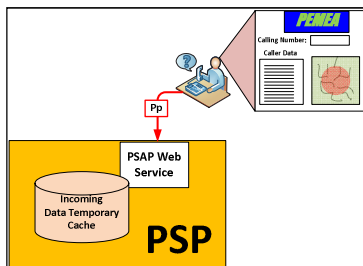 PEMEA
Calling Number:
Caller Data
?
Pp
PSAP Web
Service
Incoming
Data Temporary
Cache
PSP